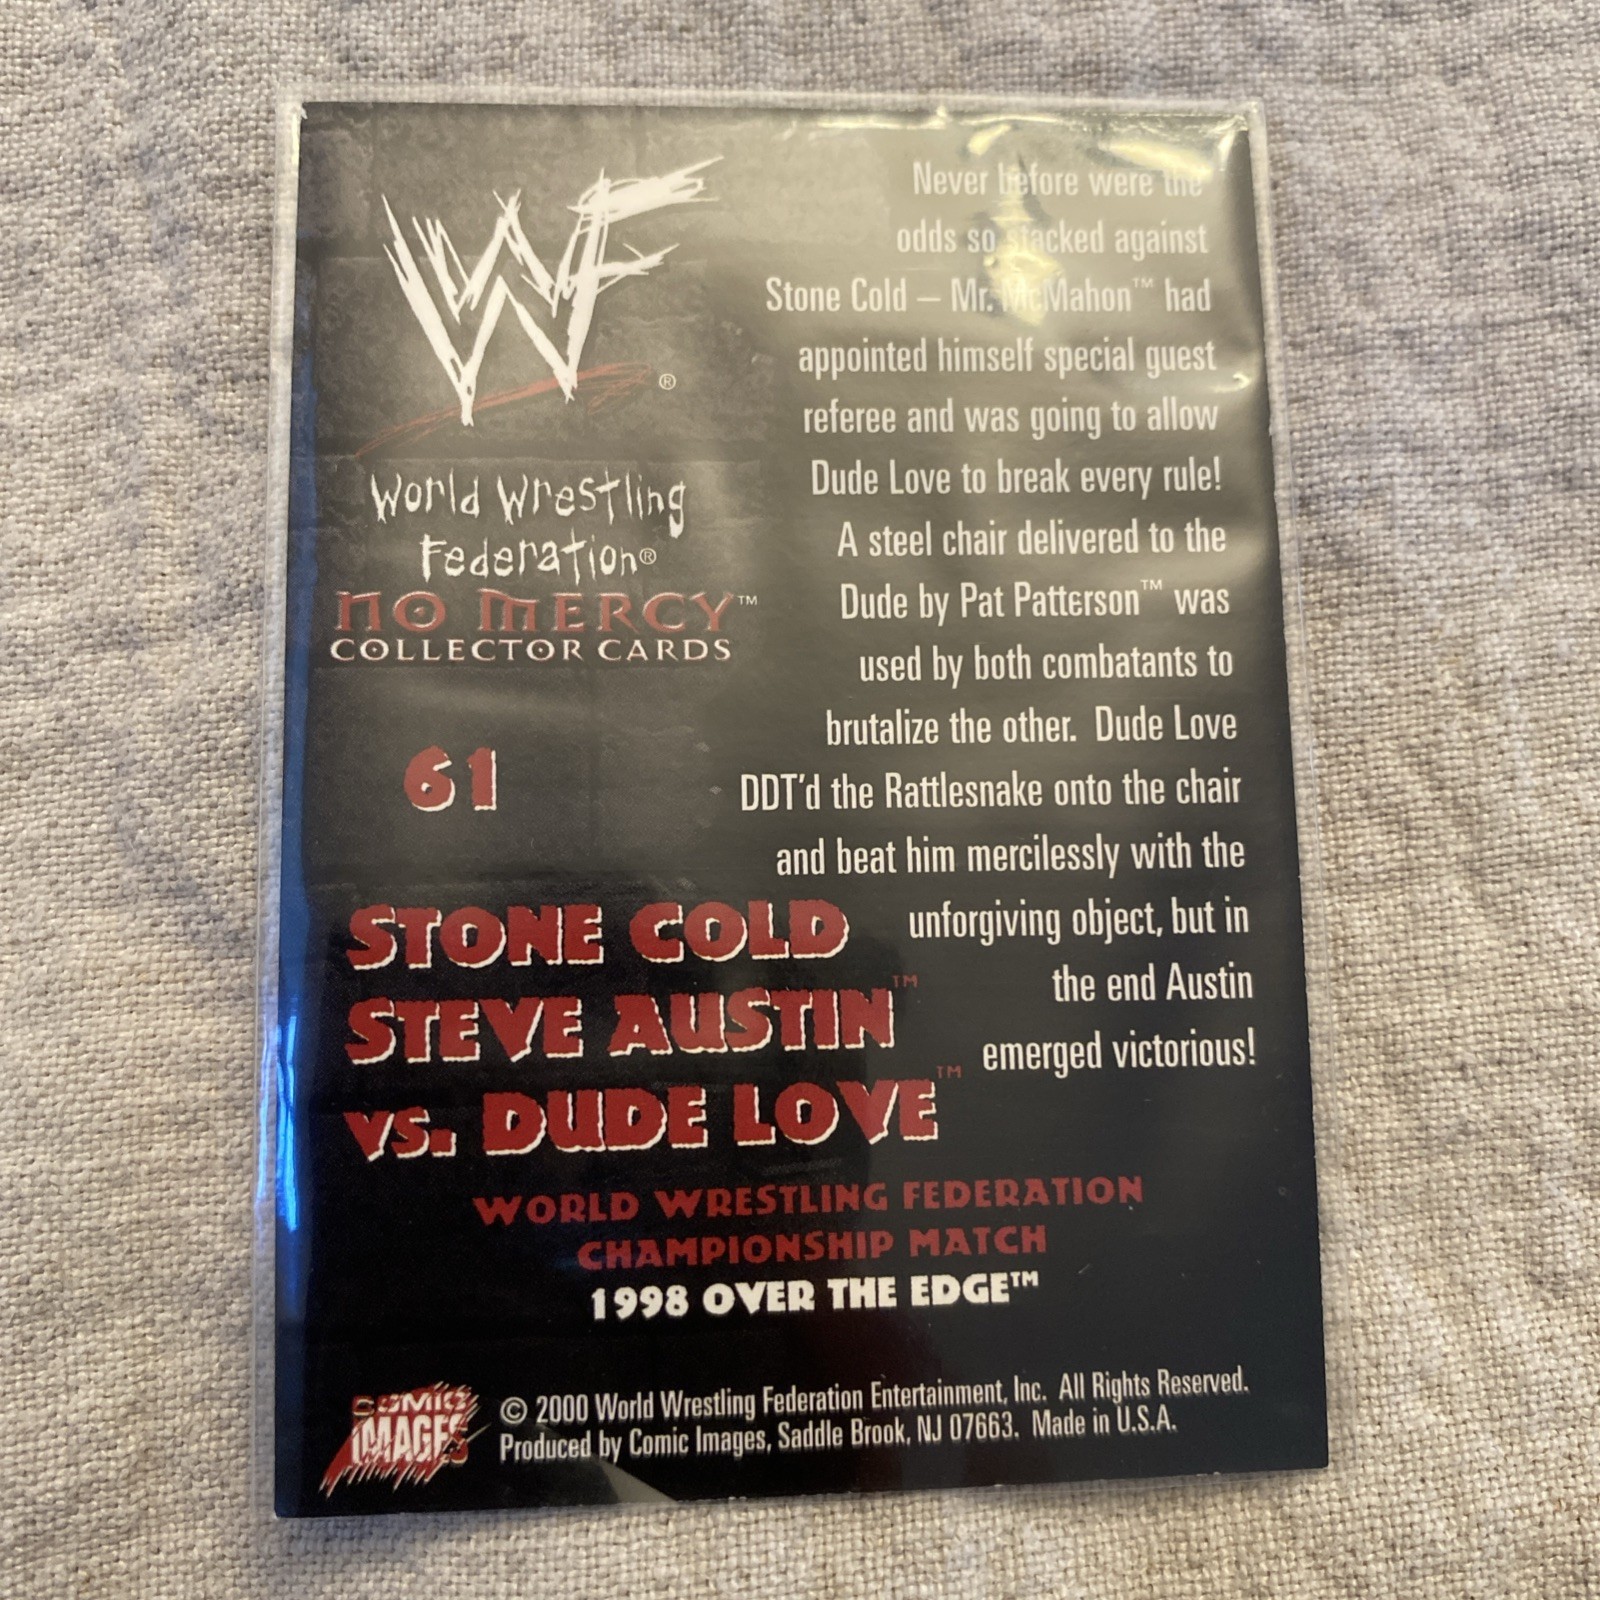 WF
®
World Wrestling
Federation®
NO MERCY™
COLLECTOR CARDS
61
Never before were the
odds so stacked against
Stone Cold – Mr. McMahon™ had
appointed himself special guest
referee and was going to allow
Dude Love to break every rule!
A steel chair delivered to the
Dude by Pat Patterson™ was
used by both combatants to
brutalize the other. Dude Love
DDT'd the Rattlesnake onto the chair
and beat him mercilessly with the
unforgiving object, but in
the end Austin
emerged victorious!
STONE COLD
STEVE AUSTIN™
VS. DUDE LOVE™
WORLD WRESTLING FEDERATION
CHAMPIONSHIP MATCH
1998 OVER THE EDGE™
COMIC
IMAGES
© 2000 World Wrestling Federation Entertainment, Inc. All Rights Reserved.
Produced by Comic Images, Saddle Brook, NJ 07663. Made in U.S.A.